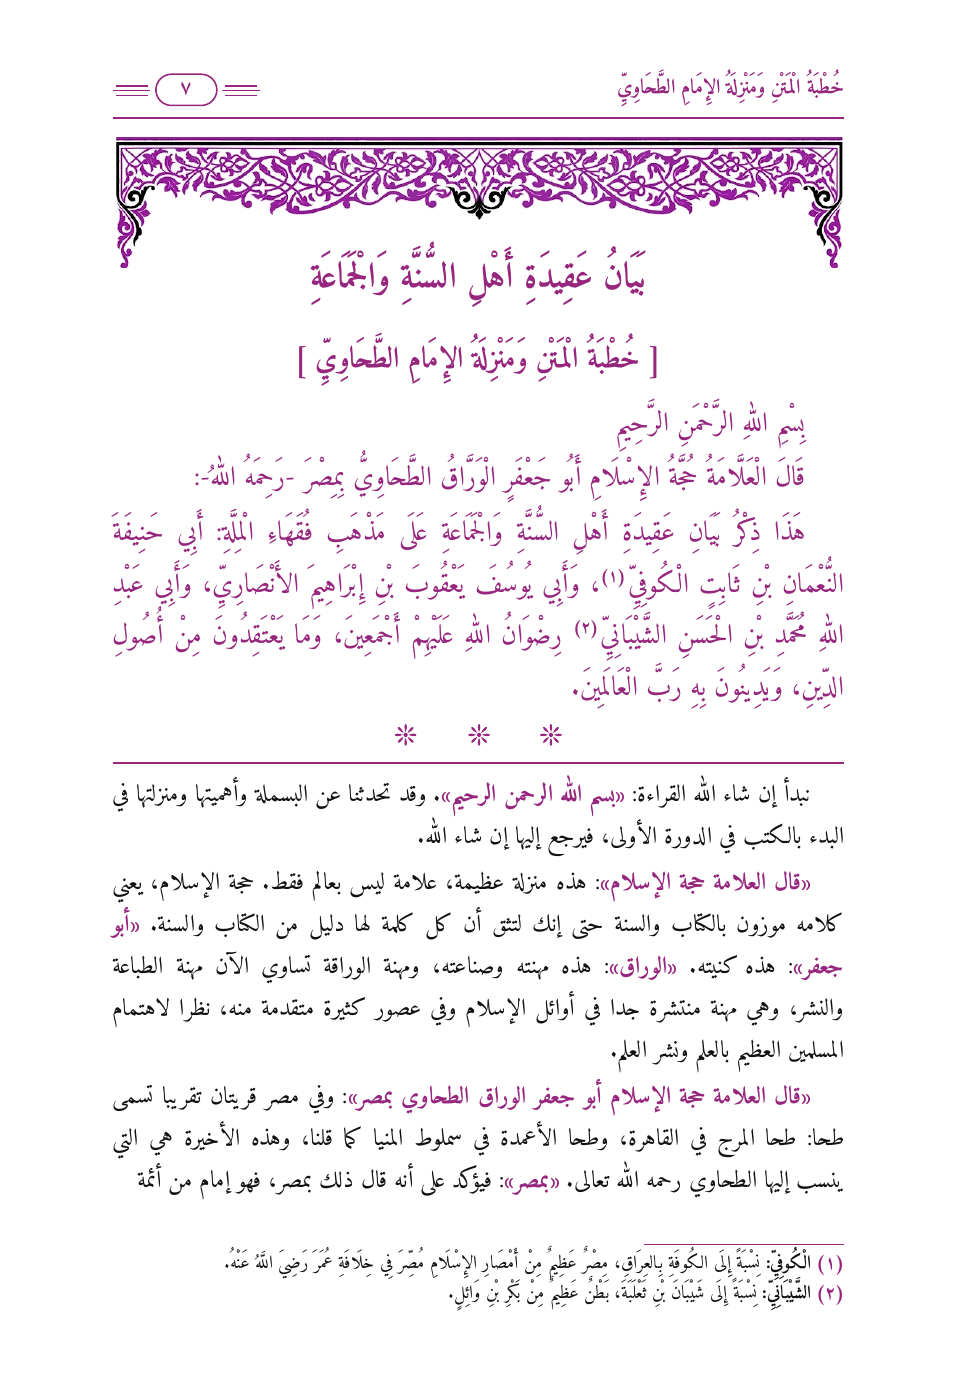 خُطْبَةُ الْمَتْنِ وَمَنْزِلَةُ الإِمَامِ الطَّحَاوِيِّ
٧
بَيَانُ عَقِيدَةِ أَهْلِ السُّنَّةِ وَالْجَمَاعَةِ
[ خُطْبَةُ الْمَتْنِ وَمَنْزِلَةُ الإِمَامِ الطَّحَاوِيِّ ]
بِسْمِ اللهِ الرَّحْمَنِ الرَّحِيمِ
قَالَ الْعَلَّامَةُ حُجَّةُ الإِسْلَامِ أَبُو جَعْفَرٍ الْوَرَّاقُ الطَّحَاوِيُّ بِمِصْرَ -رَحِمَهُ اللهُ-:
هَذَا ذِكْرُ بَيَانِ عَقِيدَةِ أَهْلِ السُّنَّةِ وَالْجَمَاعَةِ عَلَى مَذْهَبِ فُقَهَاءِ الْمِلَّةِ: أَبِي حَنِيفَةَ
النُّعْمَانِ بْنِ ثَابِتٍ الْكُوفِيِّ(١)، وَأَبِي يُوسُفَ يَعْقُوبَ بْنِ إِبْرَاهِيمَ الأَنْصَارِيِّ، وَأَبِي عَبْدِ
اللهِ مُحَمَّدِ بْنِ الْحَسَنِ الشَّيْبَانِيِّ(٢) رِضْوَانُ اللهِ عَلَيْهِمْ أَجْمَعِينَ، وَمَا يَعْتَقِدُونَ مِنْ أُصُولِ
الدِّينِ، وَيَدِينُونَ بِهِ رَبَّ الْعَالَمِينَ.
نبدأ إن شاء الله القراءة: «بسم الله الرحمن الرحيم». وقد تحدثنا عن البسملة وأهميتها ومنزلتها في
البدء بالكتب في الدورة الأولى، فيرجع إليها إن شاء الله.
«قال العلامة حجة الإسلام»: هذه منزلة عظيمة، علامة ليس بعالم فقط. حجة الإسلام، يعني
كلامه موزون بالكتاب والسنة حتى إنك لتثق أن كل كلمة لها دليل من الكتاب والسنة. «أبو
جعفر»: هذه كنيته. «الوراق»: هذه مهنته وصناعته، ومهنة الوراقة تساوي الآن مهنة الطباعة
والنشر، وهي مهنة منتشرة جدا في أوائل الإسلام وفي عصور كثيرة متقدمة منه، نظرا لاهتمام
المسلمين العظيم بالعلم ونشر العلم.
«قال العلامة حجة الإسلام أبو جعفر الوراق الطحاوي بمصر»: وفي مصر قريتان تقريبا تسمى
طحا: طحا المرج في القاهرة، وطحا الأعمدة في سملوط المنيا كما قلنا، وهذه الأخيرة هي التي
ينسب إليها الطحاوي رحمه الله تعالى. «بمصر»: فيؤكد على أنه قال ذلك بمصر، فهو إمام من أئمة
(١) الْكُوفِيِّ: نِسْبَةً إِلَى الكُوفَةِ بِالعِرَاقِ، مِصْرٌ عَظِيمٌ مِنْ أَمْصَارِ الإِسْلَامِ مُصِّرَ فِي خِلَافَةِ عُمَرَ رَضِيَ اللَّهُ عَنْهُ.
(٢) الشَّيْبَانِيِّ: نِسْبَةً إِلَى شَيْبَانَ بْنِ ثَعْلَبَةَ، بَطْنٌ عَظِيمٌ مِنْ بَكْرِ بْنِ وَائِلٍ.